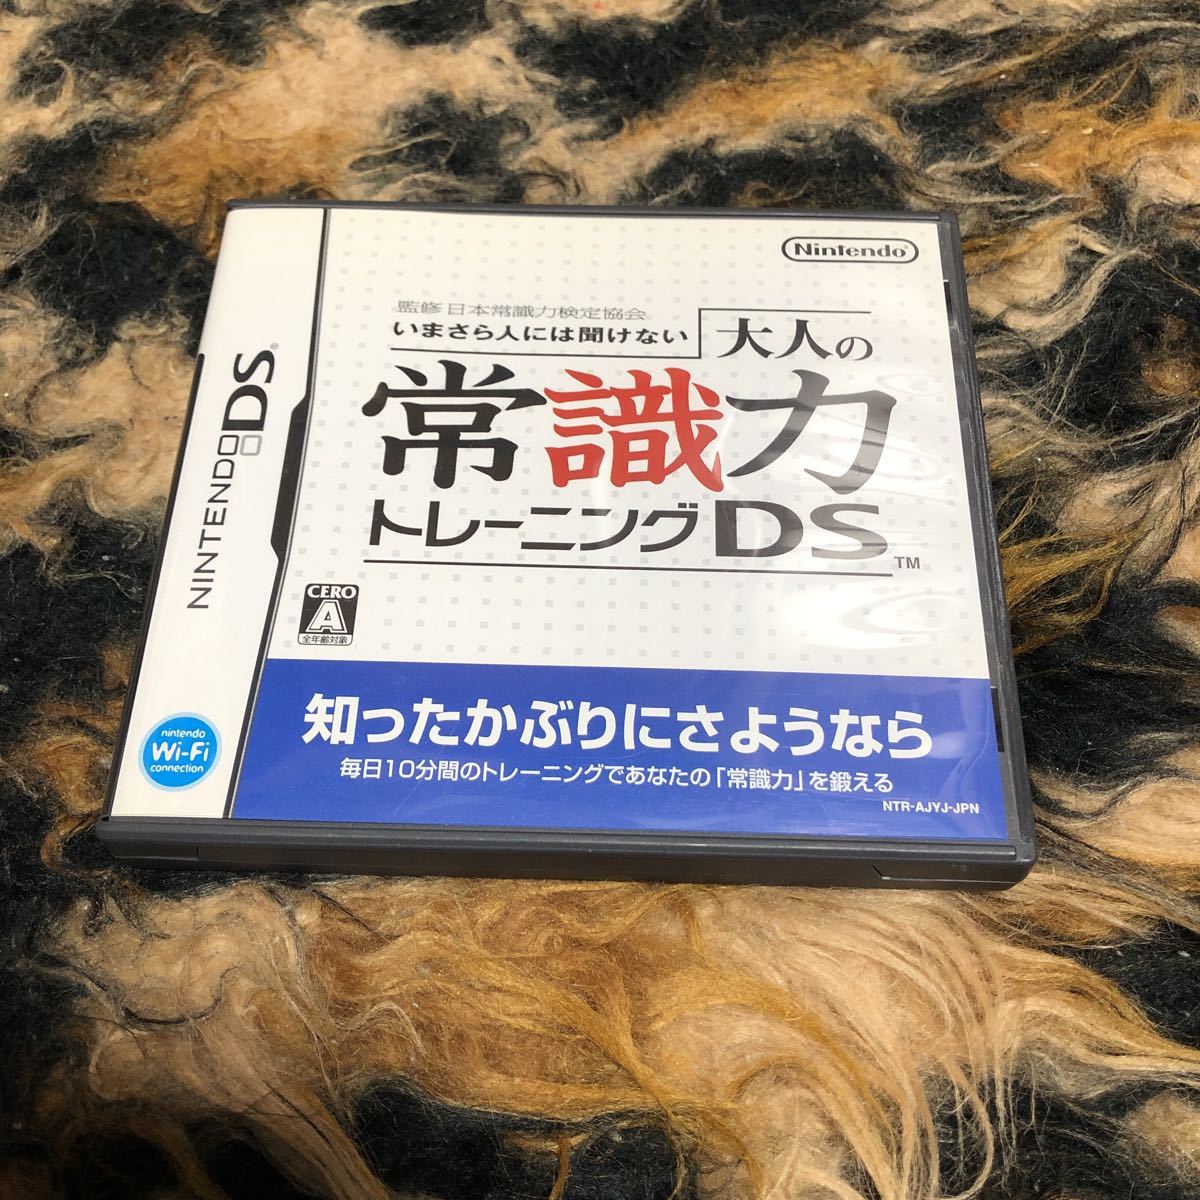 NINTENDO DS®
Nintendo®
監修 日本常識力検定協会
いまさら人には聞けない
大人の
常識力
トレーニングDS™
CERO
A
全年齢対象
知ったかぶりにさようなら
毎日10分間のトレーニングであなたの「常識力」を鍛える
NTR-AJYJ-JPN
nintendo
Wi-Fi
connection